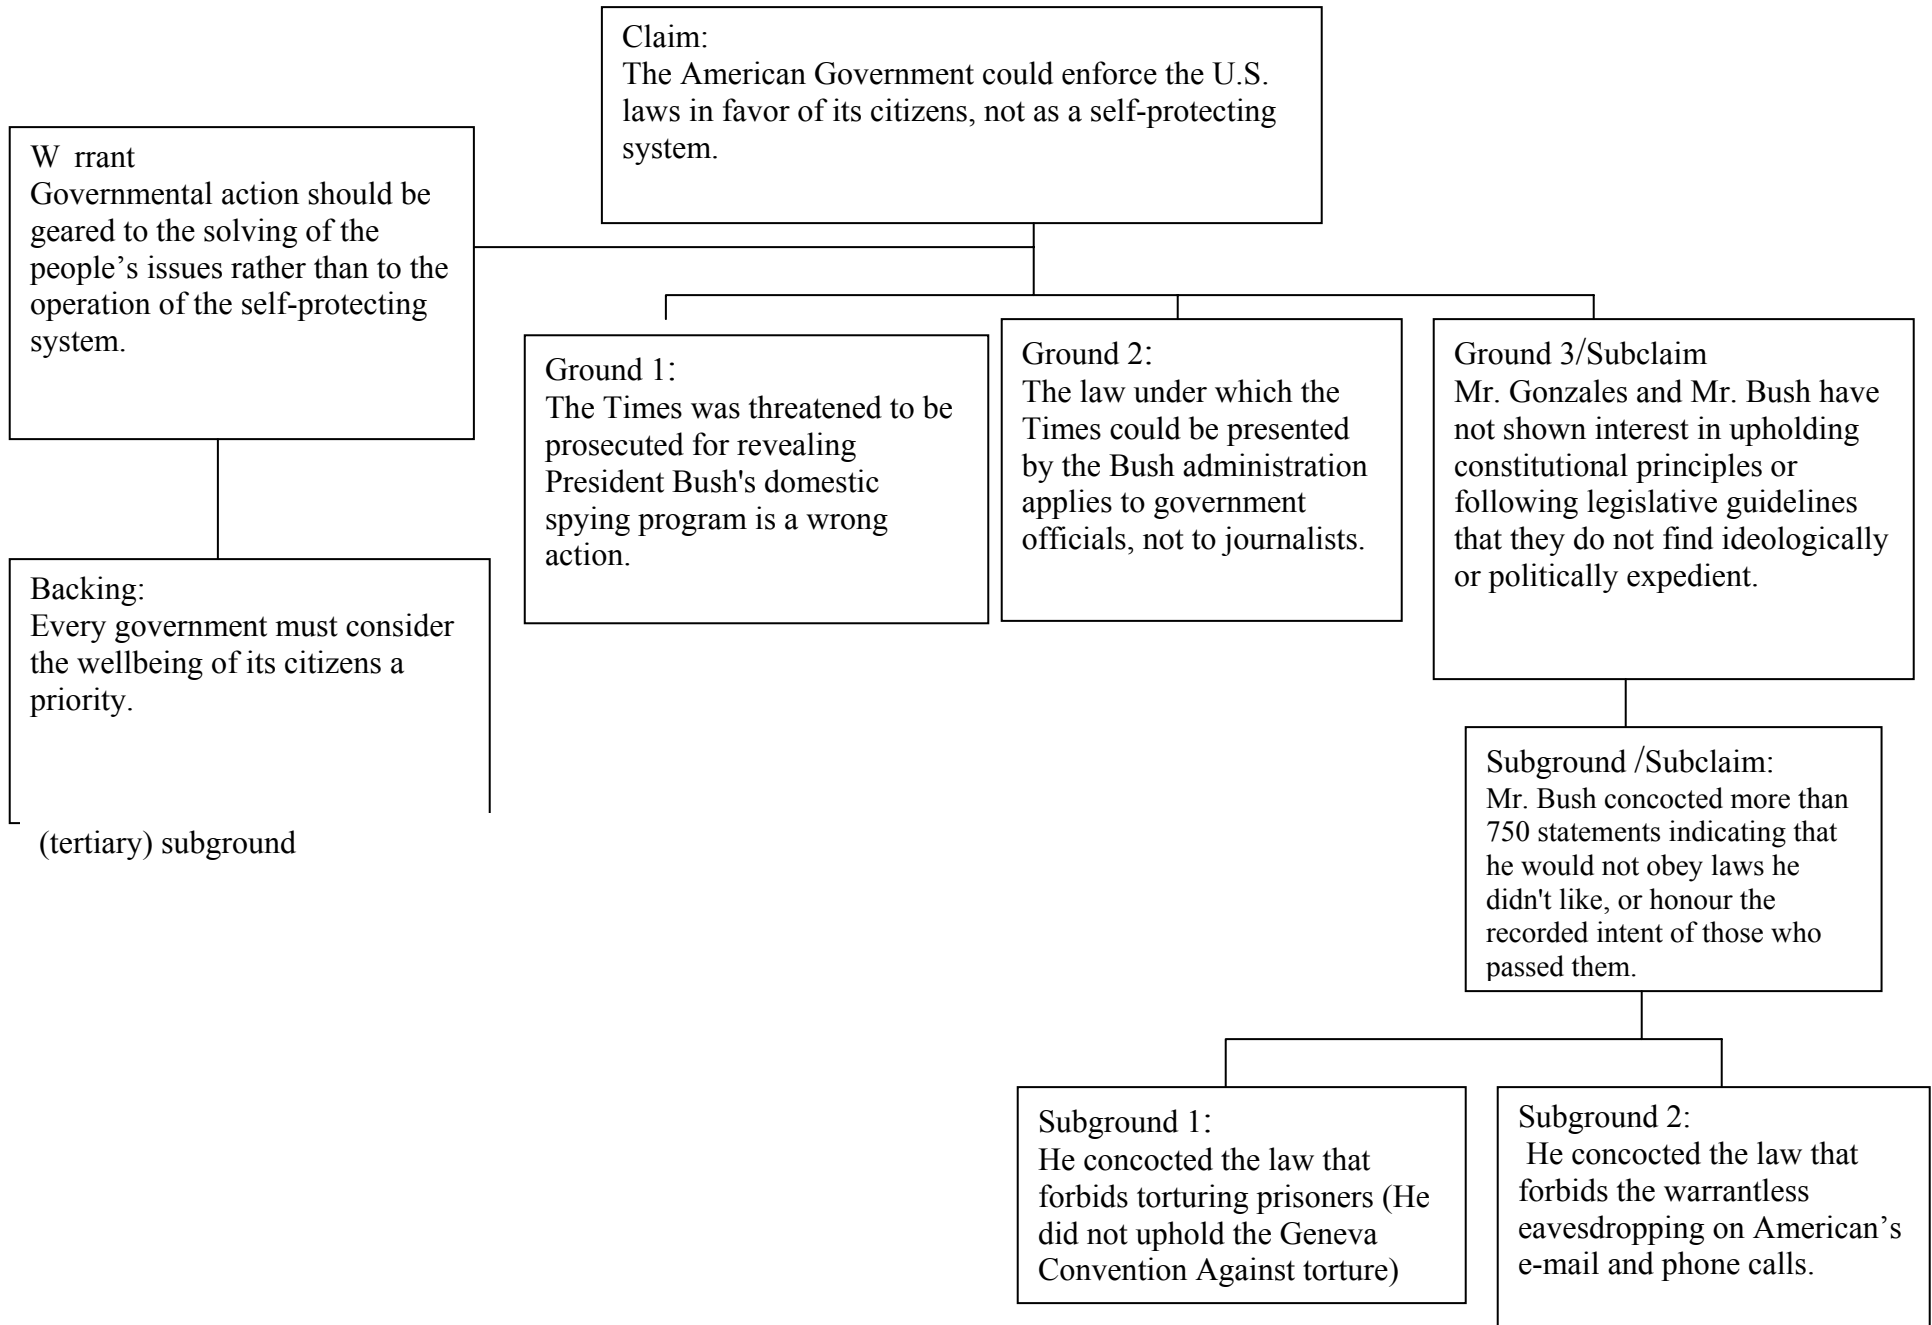 Claim:
The American Government could enforce the U.S.
laws in favor of its citizens, not as a self-protecting
system.
W rrant
Governmental action should be
geared to the solving of the
people’s issues rather than to the
operation of the self-protecting
system.
Backing:
Every government must consider
the wellbeing of its citizens a
priority.
(tertiary) subground
Ground 1:
The Times was threatened to be
prosecuted for revealing
President Bush's domestic
spying program is a wrong
action.
Ground 2:
The law under which the
Times could be presented
by the Bush administration
applies to government
officials, not to journalists.
Ground 3/Subclaim
Mr. Gonzales and Mr. Bush have
not shown interest in upholding
constitutional principles or
following legislative guidelines
that they do not find ideologically
or politically expedient.
Subground /Subclaim:
Mr. Bush concocted more than
750 statements indicating that
he would not obey laws he
didn't like, or honour the
recorded intent of those who
passed them.
Subground 1:
He concocted the law that
forbids torturing prisoners (He
did not uphold the Geneva
Convention Against torture)
Subground 2:
He concocted the law that
forbids the warrantless
eavesdropping on American’s
e-mail and phone calls.